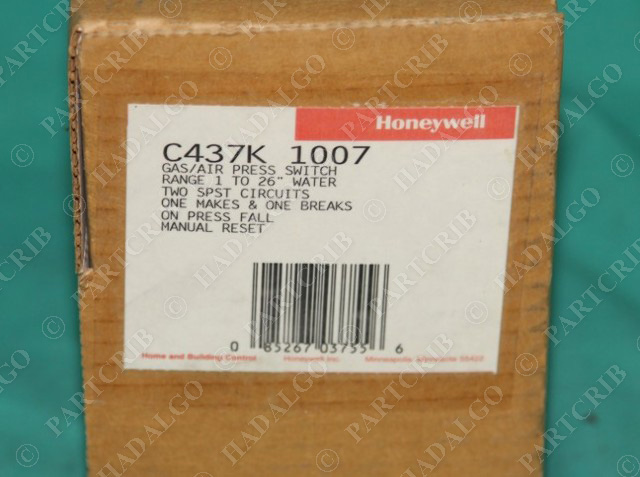 Honeywell
C437K 1007
GAS/AIR PRESS SWITCH
RANGE 1 TO 26" WATER
TWO SPST CIRCUITS
ONE MAKES & ONE BREAKS
ON PRESS FALL
MANUAL RESET
0 85267 03755 6
Home and Building Control Honeywell Inc. Minneapolis, Minnesota 55422
© PARTCRIB
© HADALGO